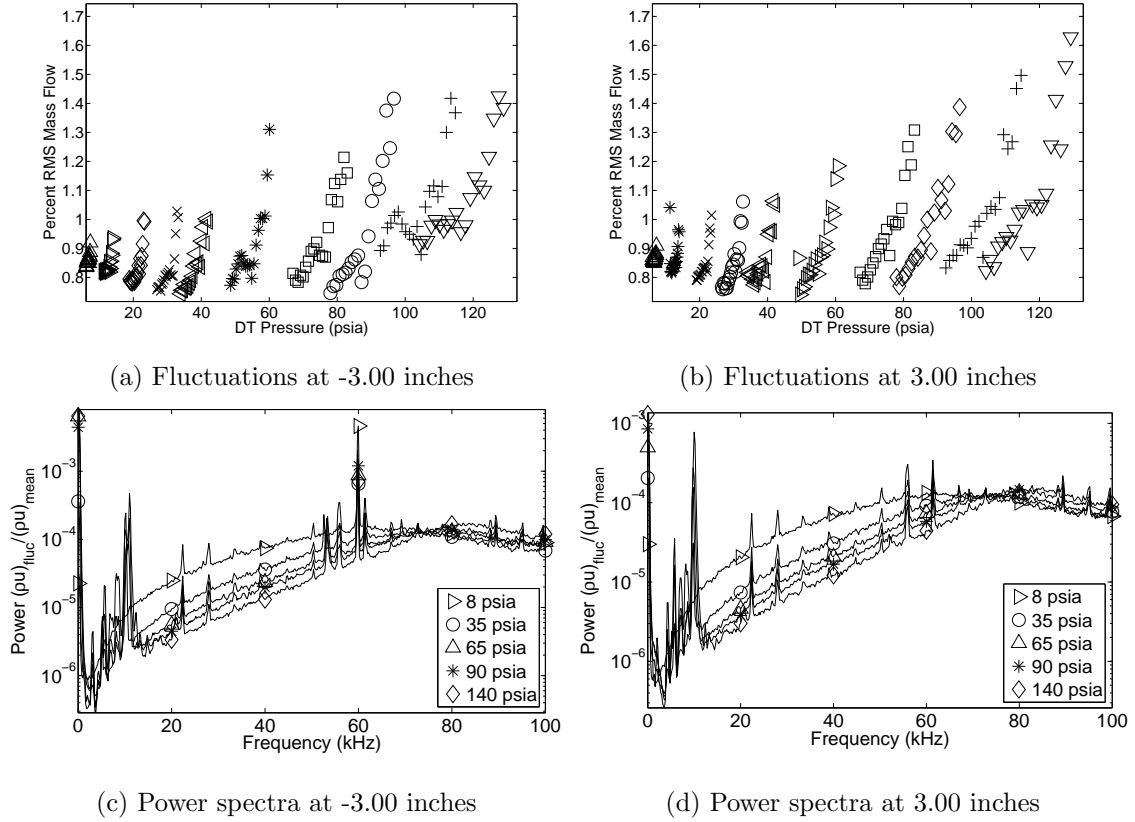 1.7
1.6
1.5
1.4
1.3
1.2
1.1
1
0.9
0.8
Percent RMS Mass Flow
20 40 60 80 100 120
DT Pressure (psia)
(a) Fluctuations at -3.00 inches
1.7
1.6
1.5
1.4
1.3
1.2
1.1
1
0.9
0.8
Percent RMS Mass Flow
20 40 60 80 100 120
DT Pressure (psia)
(b) Fluctuations at 3.00 inches
10⁻³
10⁻⁴
10⁻⁵
10⁻⁶
Power (ρu)fluc/(ρu)mean
8 psia
35 psia
65 psia
90 psia
140 psia
0 20 40 60 80 100
Frequency (kHz)
(c) Power spectra at -3.00 inches
10⁻³
10⁻⁴
10⁻⁵
10⁻⁶
Power (ρu)fluc/(ρu)mean
8 psia
35 psia
65 psia
90 psia
140 psia
0 20 40 60 80 100
Frequency (kHz)
(d) Power spectra at 3.00 inches